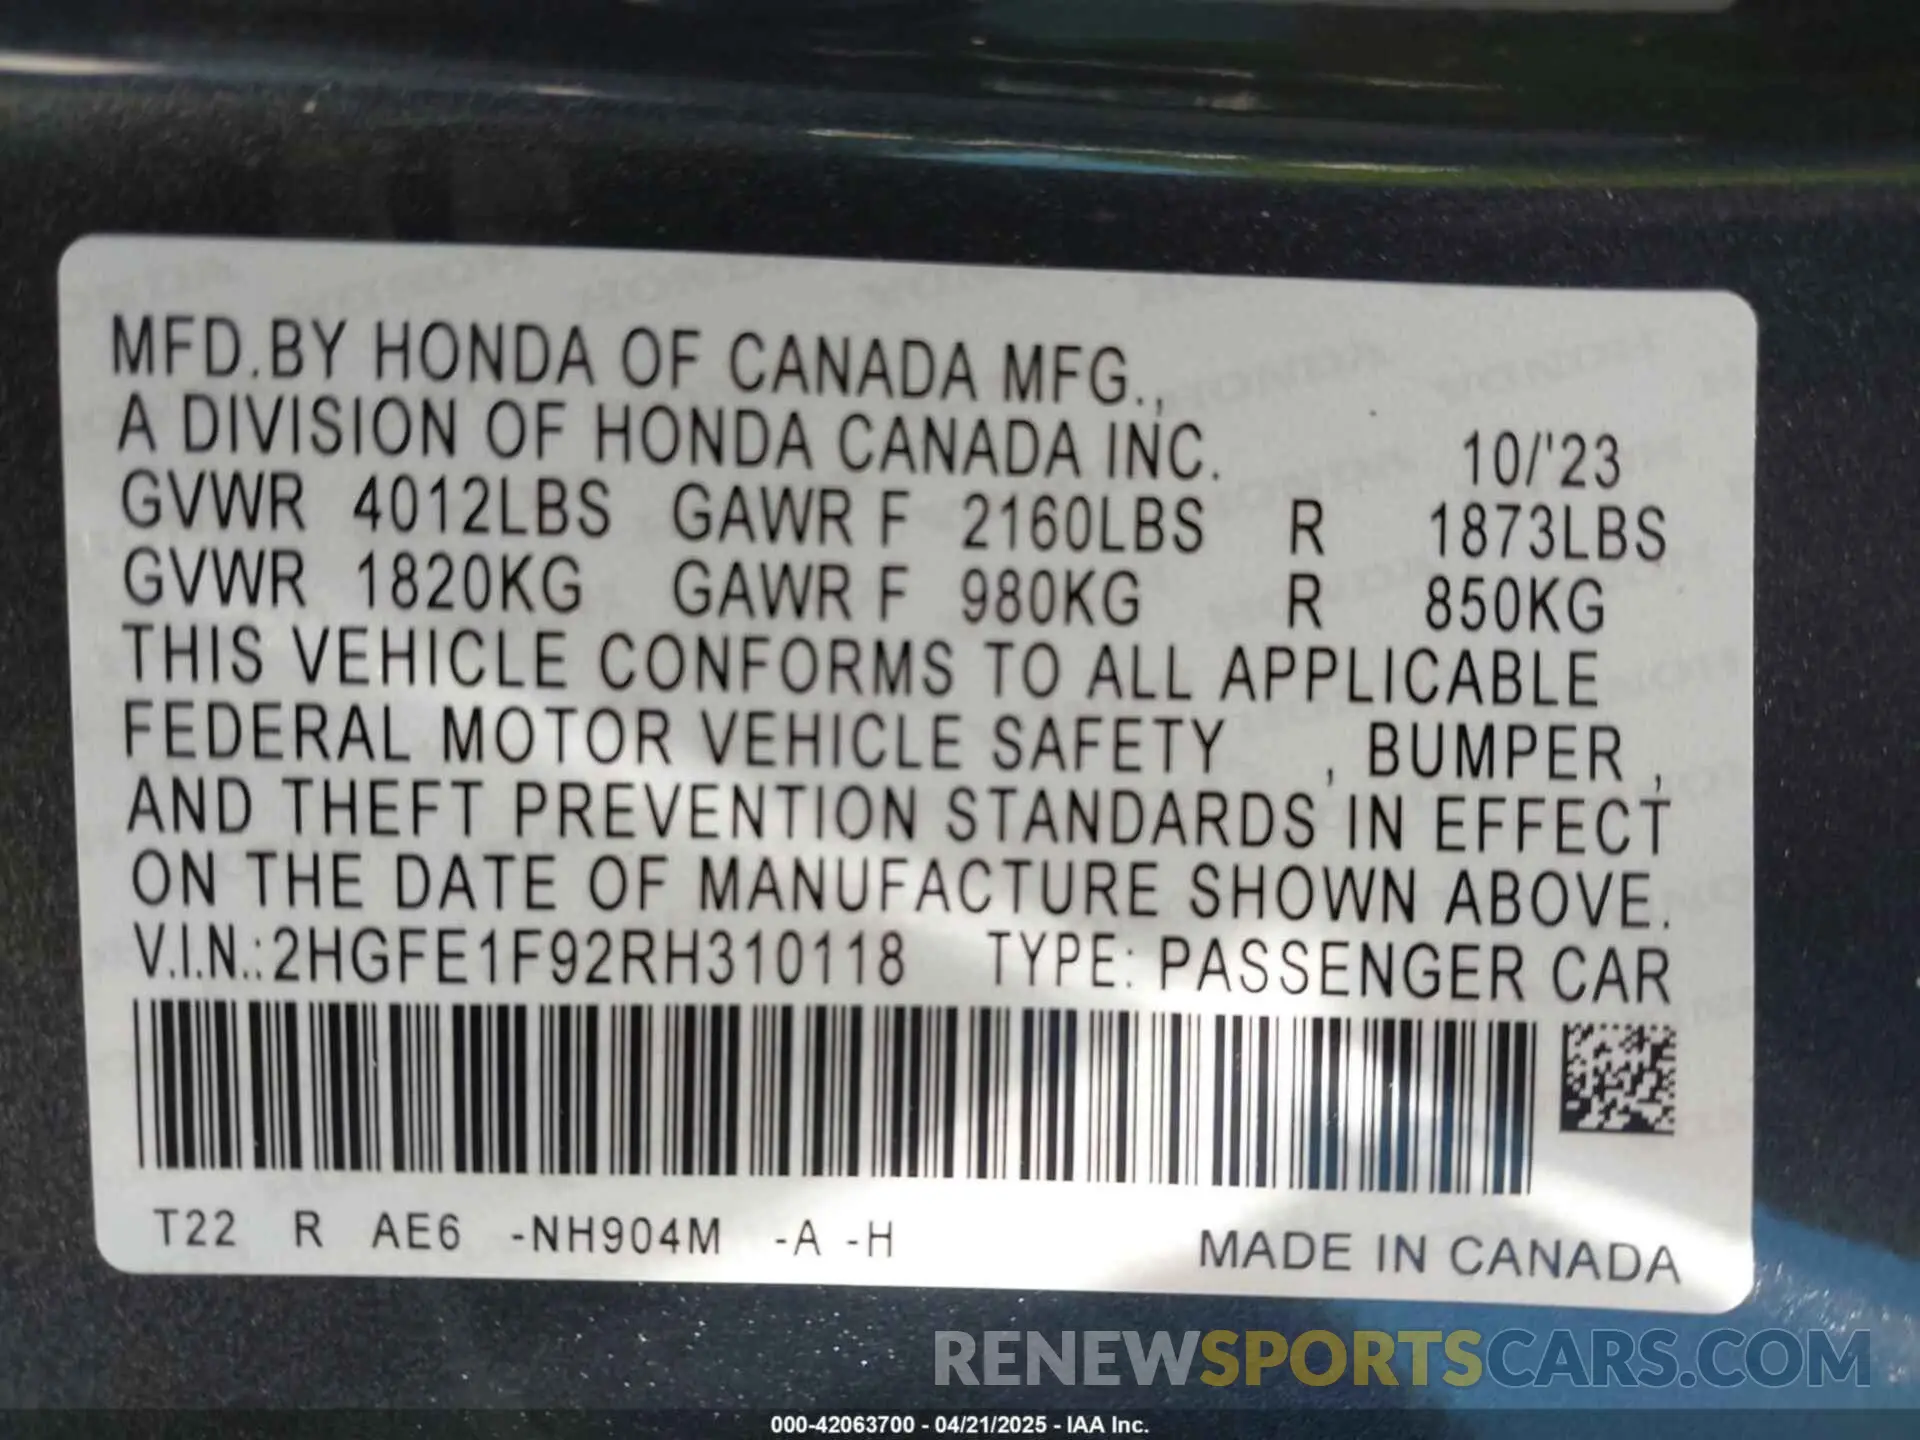 MFD.BY HONDA OF CANADA MFG.,
A DIVISION OF HONDA CANADA INC. 10/'23
GVWR 4012LBS GAWR F 2160LBS R 1873LBS
GVWR 1820KG GAWR F 980KG R 850KG
THIS VEHICLE CONFORMS TO ALL APPLICABLE
FEDERAL MOTOR VEHICLE SAFETY , BUMPER ,
AND THEFT PREVENTION STANDARDS IN EFFECT
ON THE DATE OF MANUFACTURE SHOWN ABOVE.
V.I.N.:2HGFE1F92RH310118 TYPE: PASSENGER CAR
T22 R AE6 -NH904M -A -H MADE IN CANADA
RENEWSPORTSCARS.COM
000-42063700 - 04/21/2025 - IAA Inc.